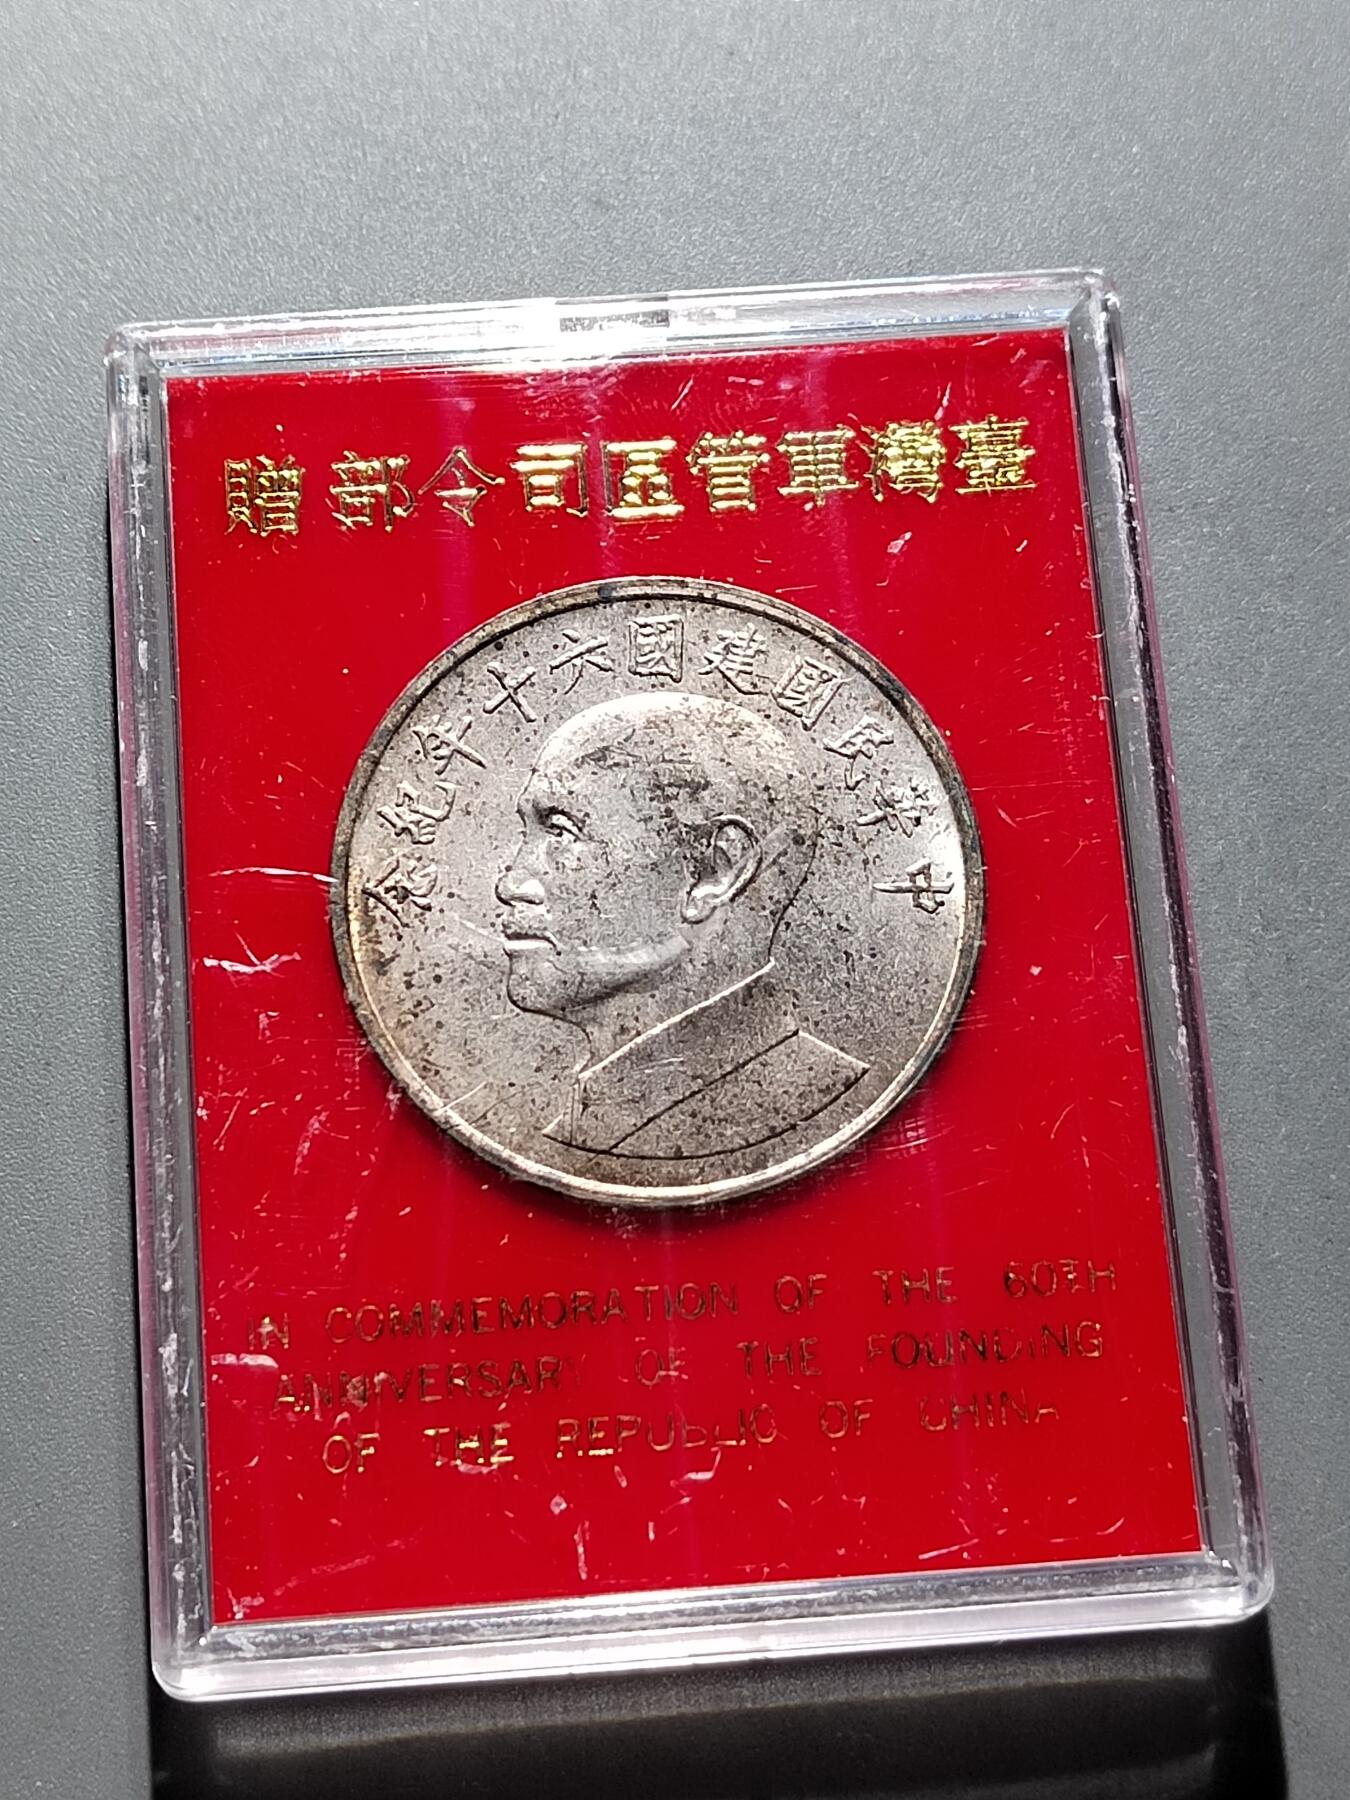 臺灣軍管區司令部 贈
中華民國建國六十年紀念
IN COMMEMORATION OF THE 60TH
ANNIVERSARY OF THE FOUNDING
OF THE REPUBLIC OF CHINA